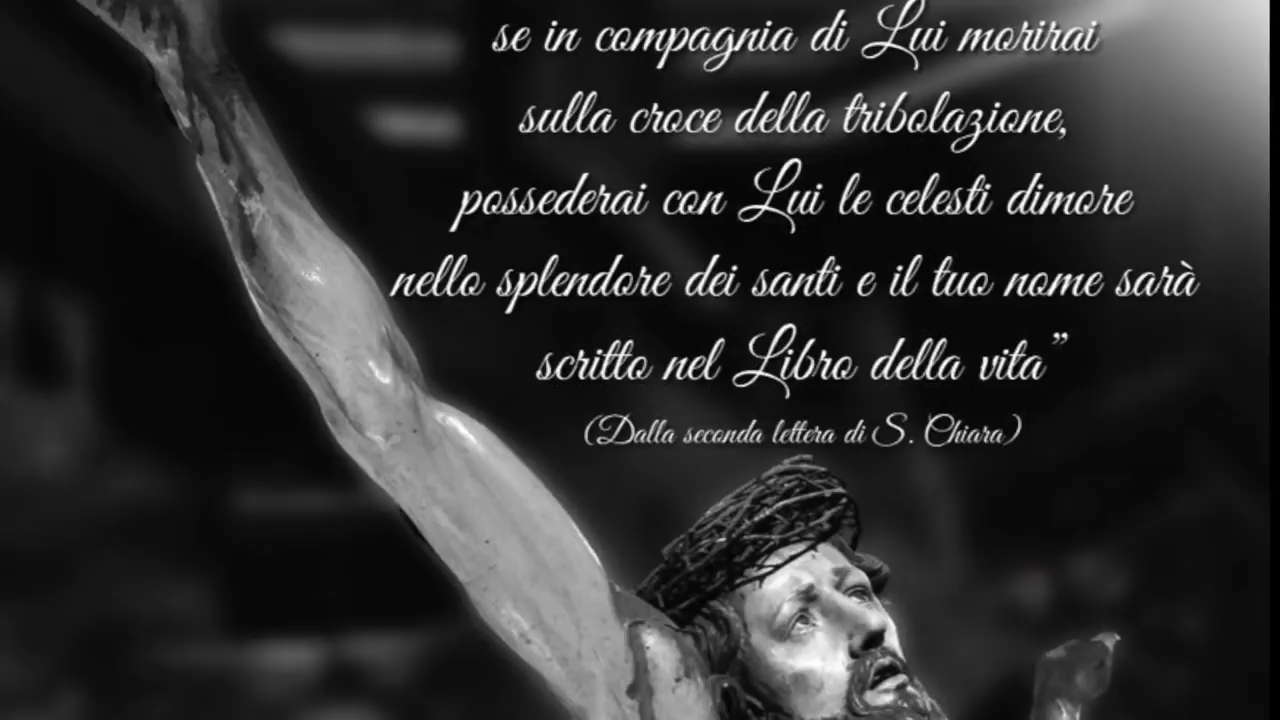 se in compagnia di Lui morirai
sulla croce della tribolazione,
possederai con Lui le celesti dimore
nello splendore dei santi e il tuo nome sarà
scritto nel Libro della vita”
(Dalla seconda lettera di S. Chiara)